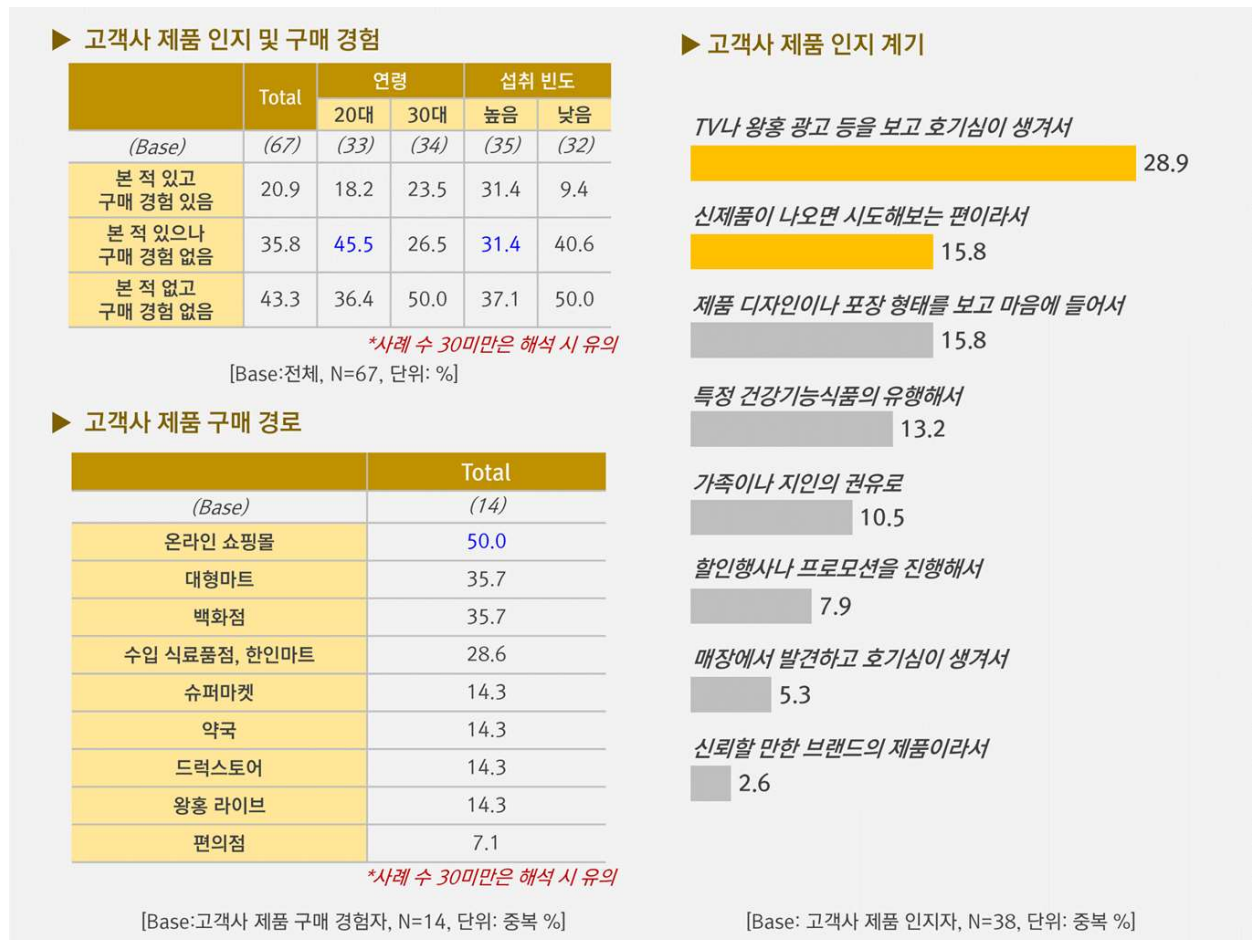 ▶ 고객사 제품 인지 및 구매 경험
Total 연령 섭취 빈도
20대 30대 높음 낮음
(Base) (67) (33) (34) (35) (32)
본 적 있고
구매 경험 있음 20.9 18.2 23.5 31.4 9.4
본 적 있으나
구매 경험 없음 35.8 45.5 26.5 31.4 40.6
본 적 없고
구매 경험 없음 43.3 36.4 50.0 37.1 50.0
*사례 수 30미만은 해석 시 유의
[Base:전체, N=67, 단위: %]
▶ 고객사 제품 구매 경로
Total
(Base) (14)
온라인 쇼핑몰 50.0
대형마트 35.7
백화점 35.7
수입 식료품점, 한인마트 28.6
슈퍼마켓 14.3
약국 14.3
드럭스토어 14.3
왕홍 라이브 14.3
편의점 7.1
*사례 수 30미만은 해석 시 유의
[Base:고객사 제품 구매 경험자, N=14, 단위: 중복 %]
▶ 고객사 제품 인지 계기
TV나 왕홍 광고 등을 보고 호기심이 생겨서
28.9
신제품이 나오면 시도해보는 편이라서
15.8
제품 디자인이나 포장 형태를 보고 마음에 들어서
15.8
특정 건강기능식품의 유행해서
13.2
가족이나 지인의 권유로
10.5
할인행사나 프로모션을 진행해서
7.9
매장에서 발견하고 호기심이 생겨서
5.3
신뢰할 만한 브랜드의 제품이라서
2.6
[Base: 고객사 제품 인지자, N=38, 단위: 중복 %]